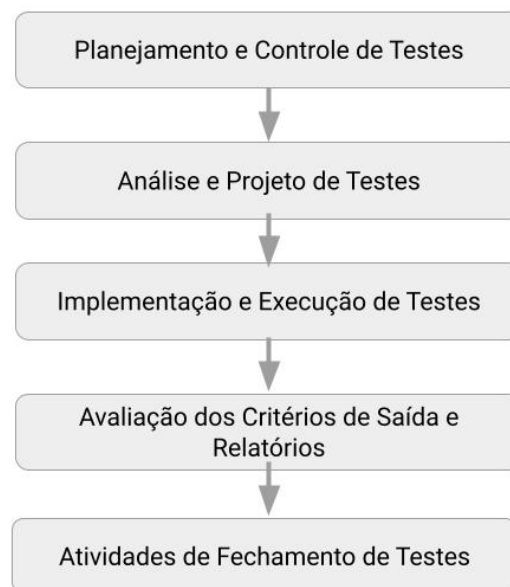 Planejamento e Controle de Testes
Análise e Projeto de Testes
Implementação e Execução de Testes
Avaliação dos Critérios de Saída e
Relatórios
Atividades de Fechamento de Testes